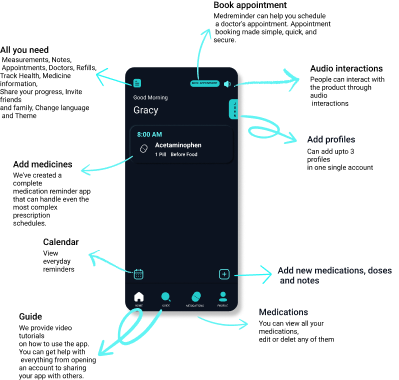 Book appointment
Medreminder can help you schedule
a doctor's appointment. Appointment
booking made simple, quick, and
secure.
All you need
Measurements, Notes,
Appointments, Doctors, Refills,
Track Health, Medicine
information,
Share your progress, Invite
friends
and family, Change language
and Theme
Audio interactions
People can interact with
the product through
audio
interactions
Good Morning
Gracy
8:00 AM
Acetaminophen
1 Pill Before Food
Add profiles
Can add upto 3
profiles
in one single account
Add medicines
We've created a
complete
medication reminder app
that can handle even the
most complex
prescription
schedules.
Calendar
View
everyday
reminders
Add new medications, doses
and notes
Guide
We provide video
tutorials
on how to use the app.
You can get help with
everything from opening
an account to sharing
your app with others.
Medications
You can view all your
medications,
edit or delet any of them